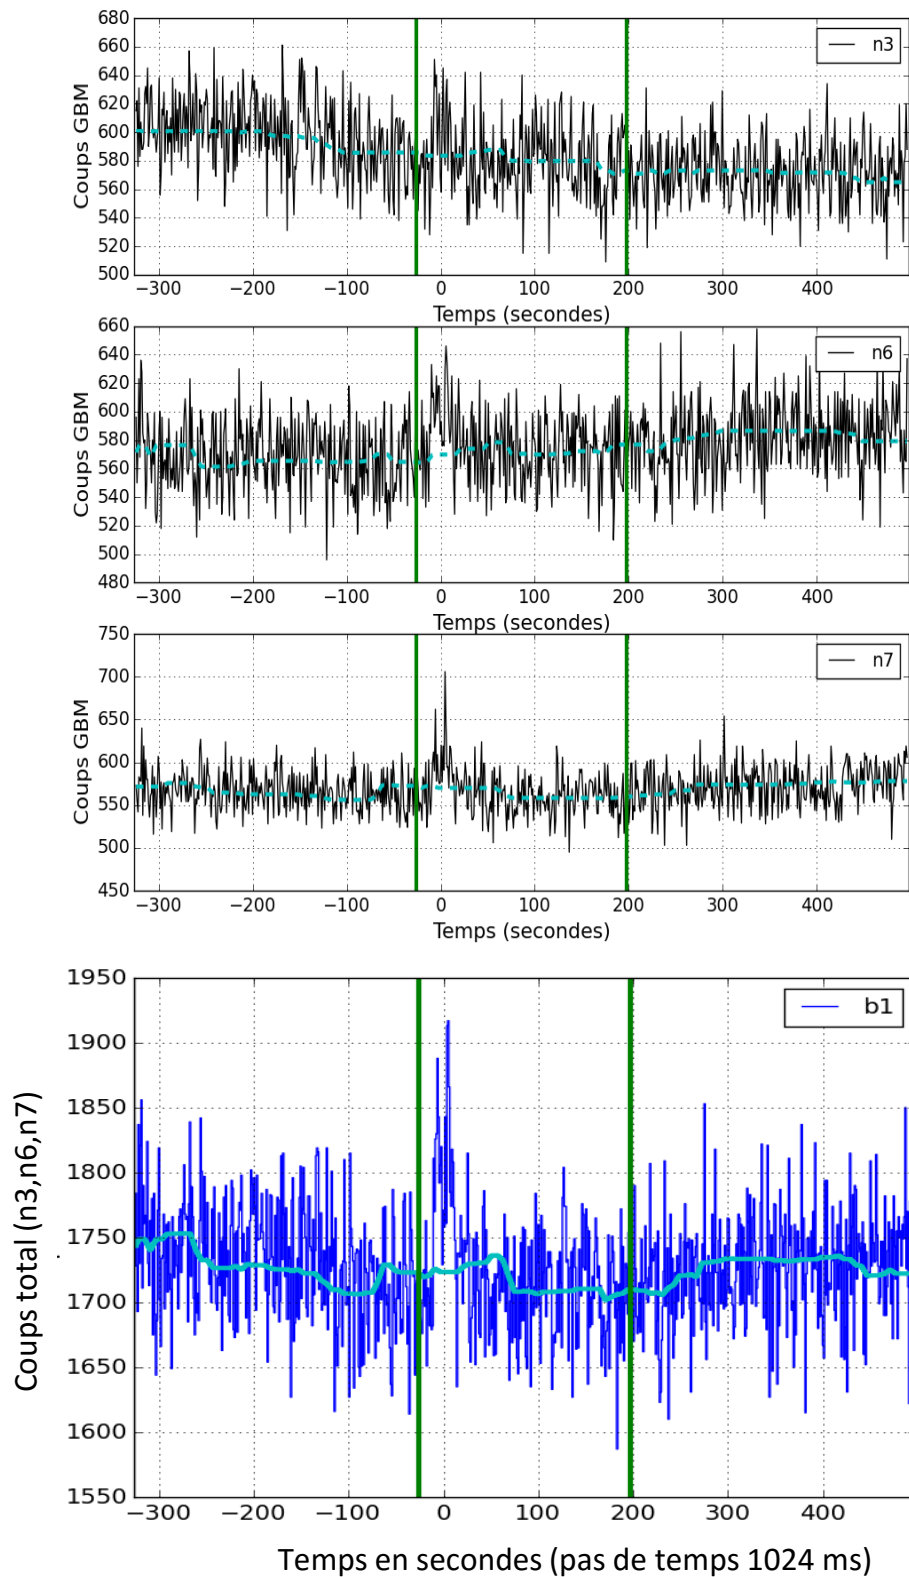 680
660
640
620
600
580
560
540
520
500
Coups GBM
n3
−300 −200 −100 0 100 200 300 400
Temps (secondes)
660
640
620
600
580
560
540
520
500
480
Coups GBM
n6
−300 −200 −100 0 100 200 300 400
Temps (secondes)
750
700
650
600
550
500
450
Coups GBM
n7
−300 −200 −100 0 100 200 300 400
Temps (secondes)
1950
1900
1850
1800
1750
1700
1650
1600
1550
Coups total (n3,n6,n7)
b1
−300 −200 −100 0 100 200 300 400
Temps en secondes (pas de temps 1024 ms)